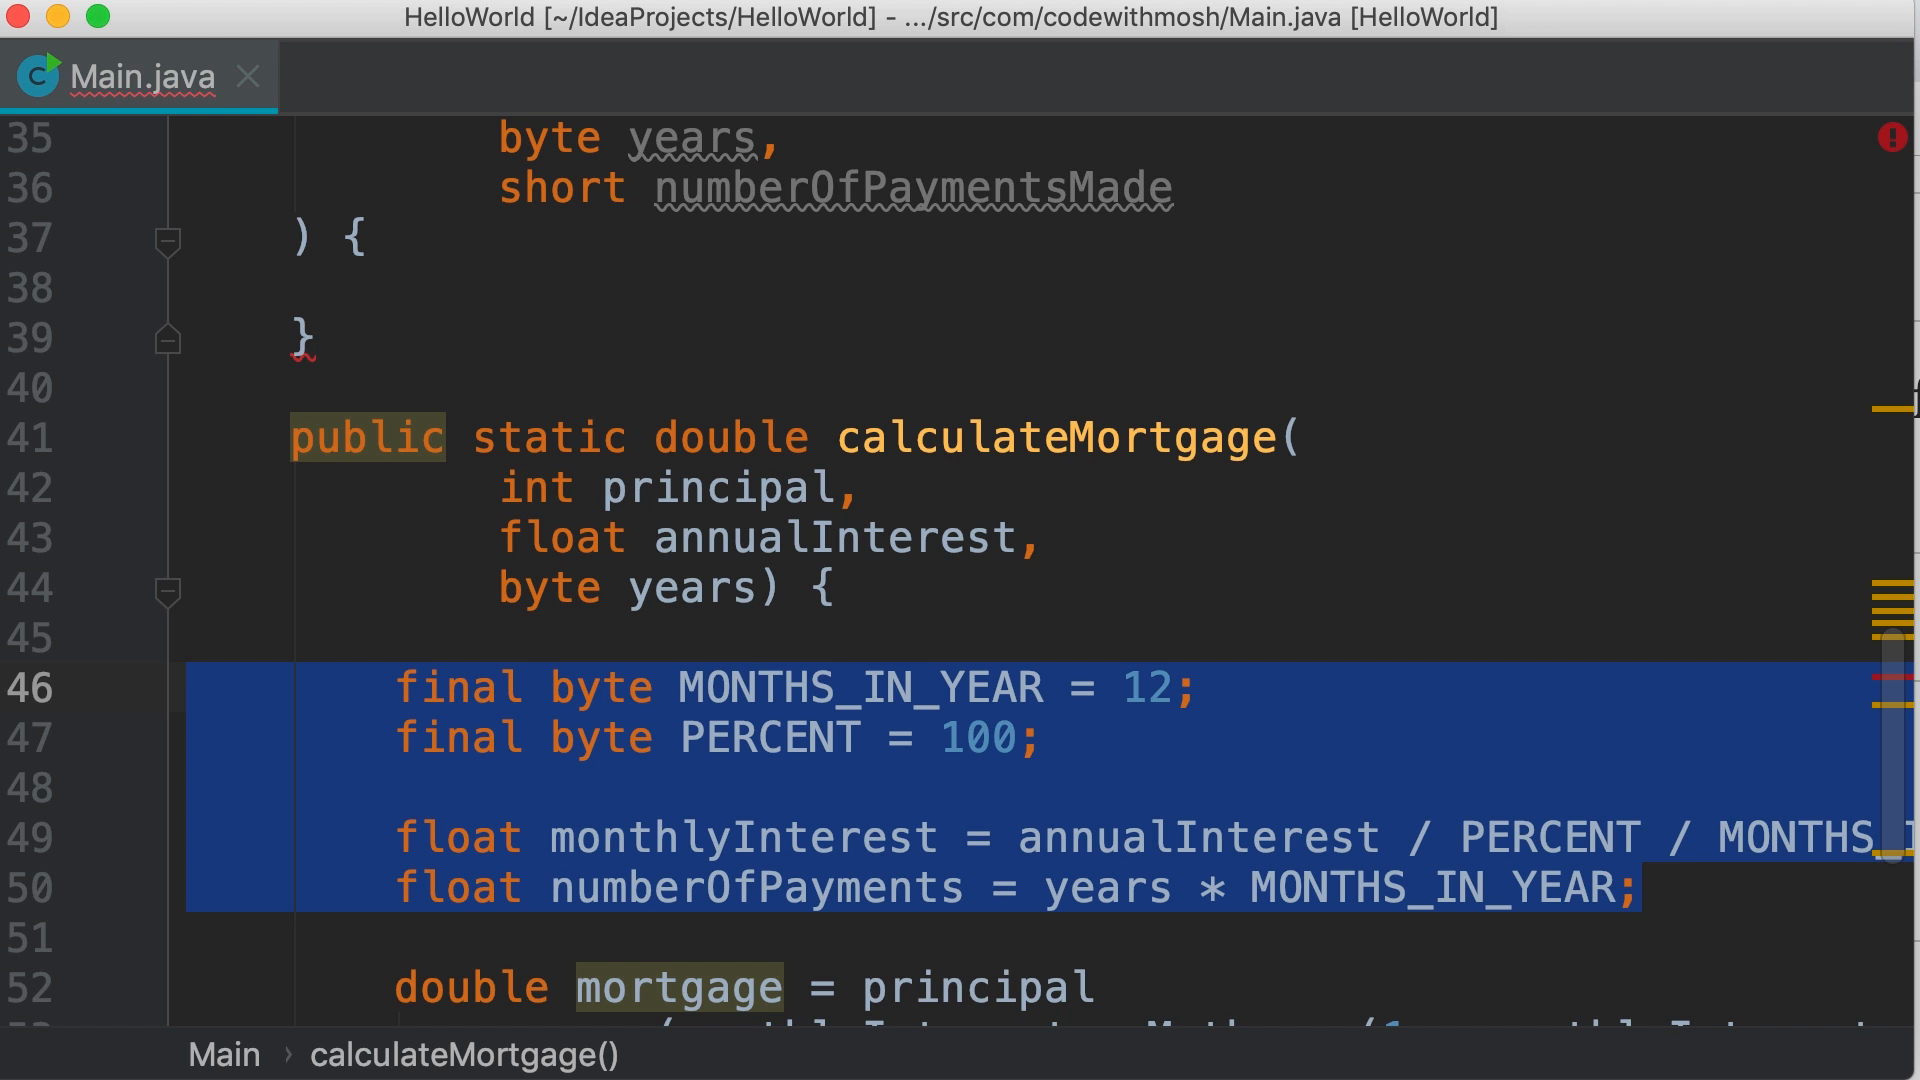 HelloWorld [~/IdeaProjects/HelloWorld] - .../src/com/codewithmosh/Main.java [HelloWorld]
Main.java
35 byte years,
36 short numberOfPaymentsMade
37 ) {
38
39 }
40
41 public static double calculateMortgage(
42 int principal,
43 float annualInterest,
44 byte years) {
45
46 final byte MONTHS_IN_YEAR = 12;
47 final byte PERCENT = 100;
48
49 float monthlyInterest = annualInterest / PERCENT / MONTHS_
50 float numberOfPayments = years * MONTHS_IN_YEAR;
51
52 double mortgage = principal
Main › calculateMortgage()